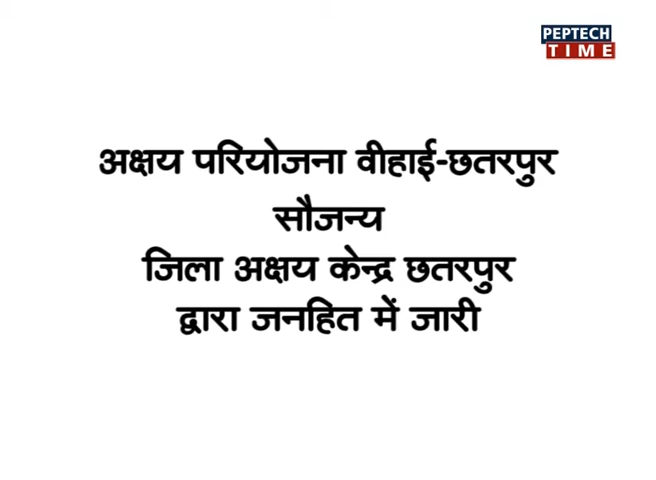 PEPTECH
TIME
अक्षय परियोजना वीहाई-छतरपुर
सौजन्य
जिला अक्षय केन्द्र छतरपुर
द्वारा जनहित में जारी